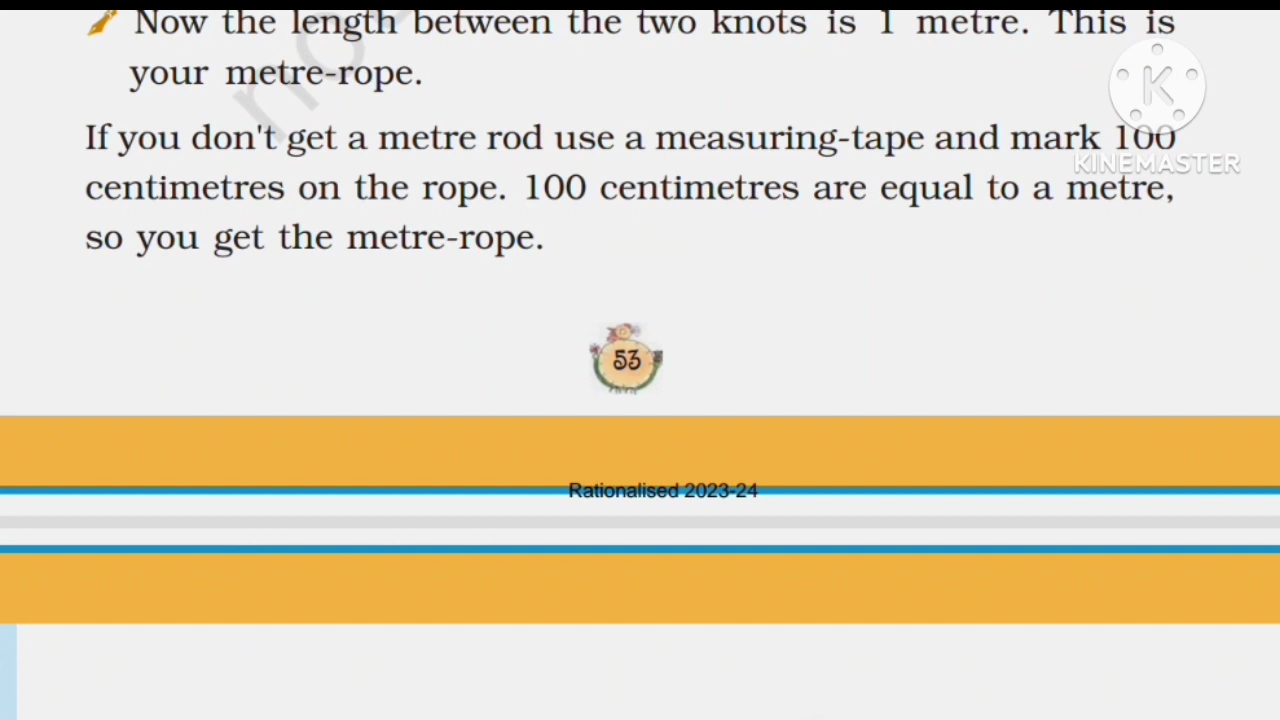 Now the length between the two knots is 1 metre. This is
your metre-rope.
If you don't get a metre rod use a measuring-tape and mark 100
centimetres on the rope. 100 centimetres are equal to a metre,
so you get the metre-rope.
K
KINEMASTER
53
Rationalised 2023-24
no